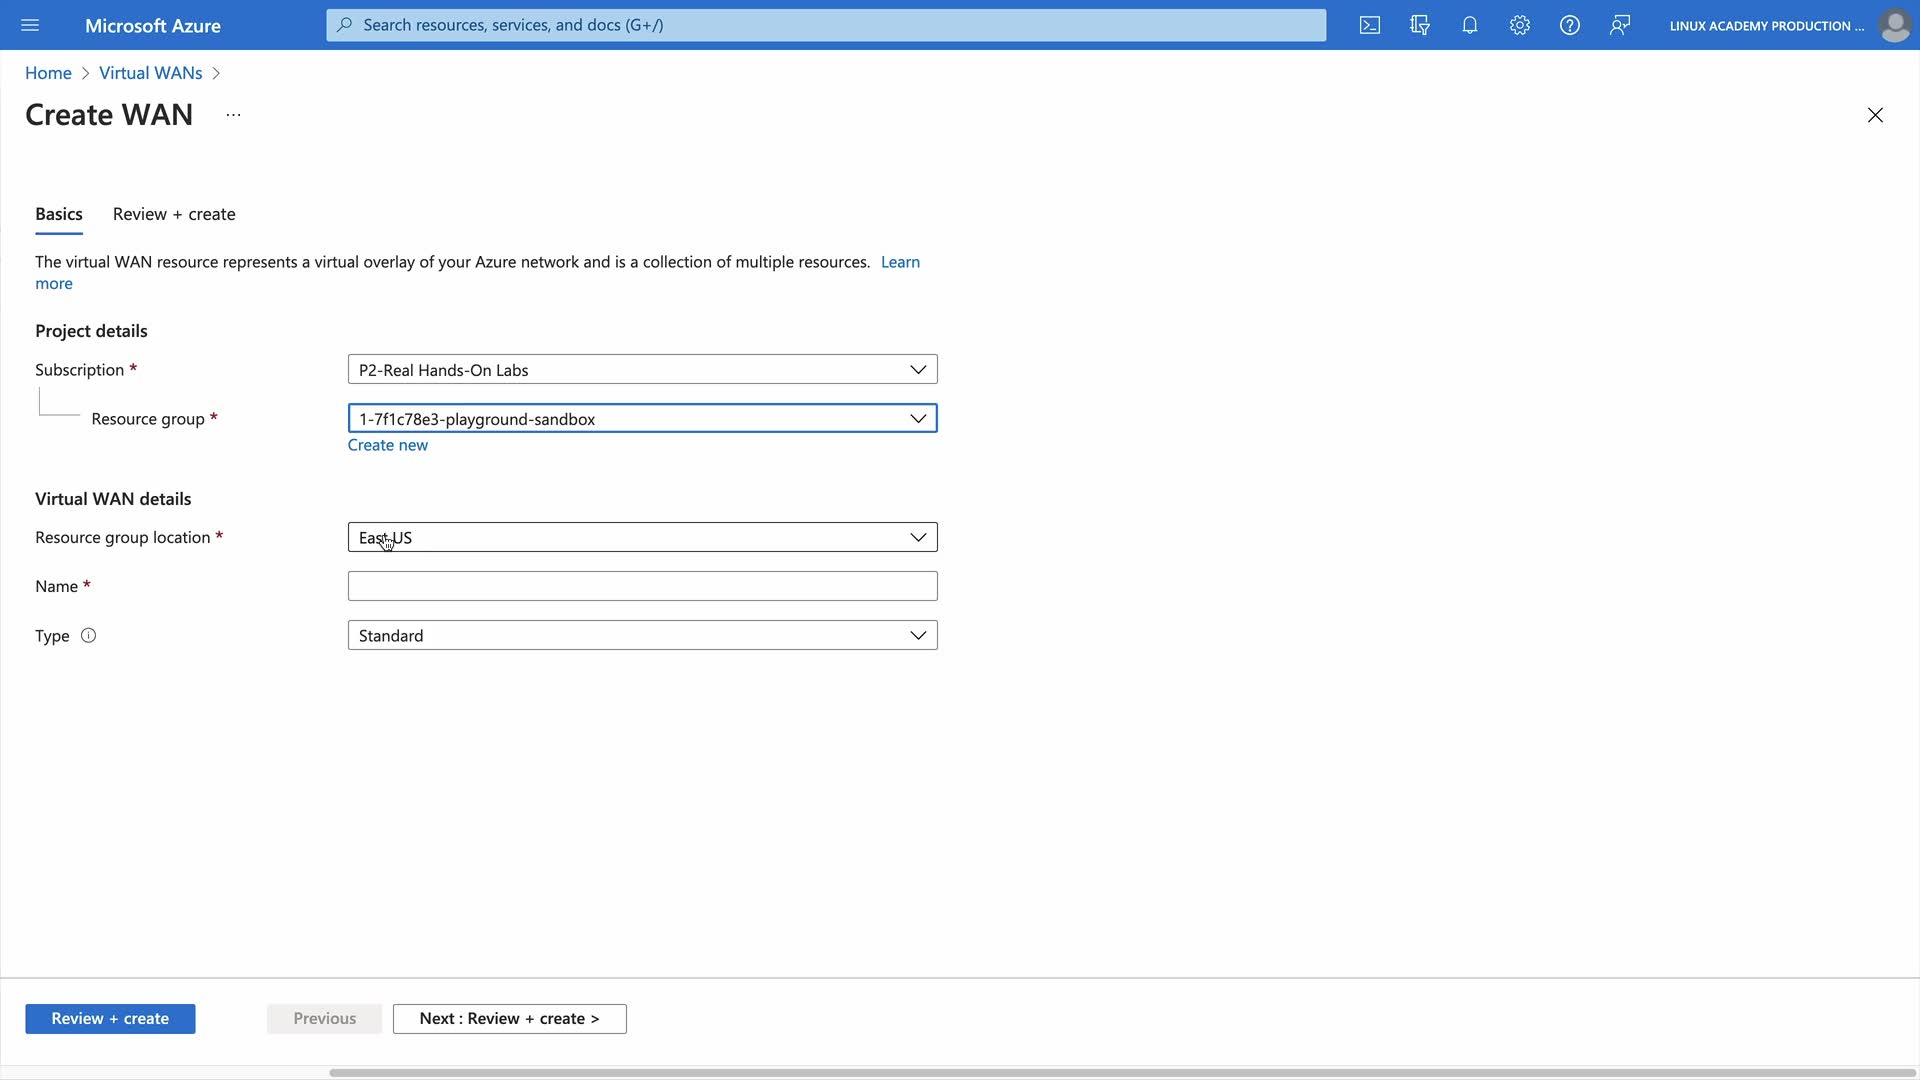 Microsoft Azure
Search resources, services, and docs (G+/)
LINUX ACADEMY PRODUCTION ...
Home > Virtual WANs >
Create WAN ...
Basics
Review + create
The virtual WAN resource represents a virtual overlay of your Azure network and is a collection of multiple resources. Learn
more
Project details
Subscription *
P2-Real Hands-On Labs
Resource group *
1-7f1c78e3-playground-sandbox
Create new
Virtual WAN details
Resource group location *
East US
Name *
Type
Standard
Review + create
Previous
Next : Review + create >